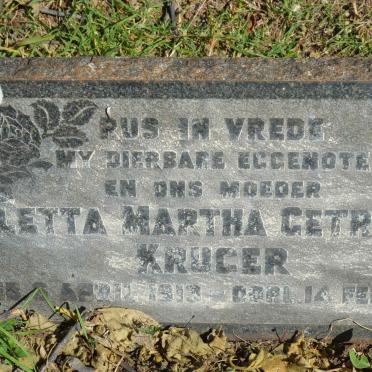 RUS IN VREDE
MY DIERBARE EGGENOTE
EN ONS MOEDER
LETTA MARTHA GETR
KRUGER
APRIL 1913 - OORL. 14 FE